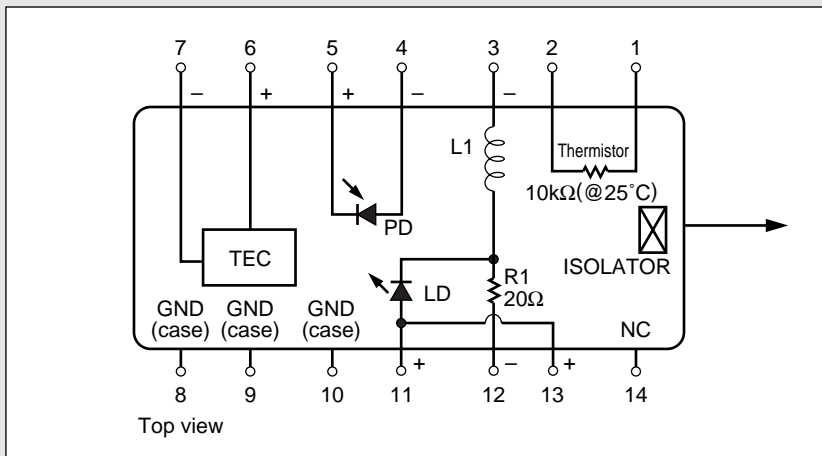 7 6 5 4 3 2 1
– + + – –
L1
Thermistor
10kΩ(@25˚C)
PD
TEC
ISOLATOR
R1
20Ω
LD
GND (case)
GND (case)
GND (case)
NC
+ – +
8 9 10 11 12 13 14
Top view